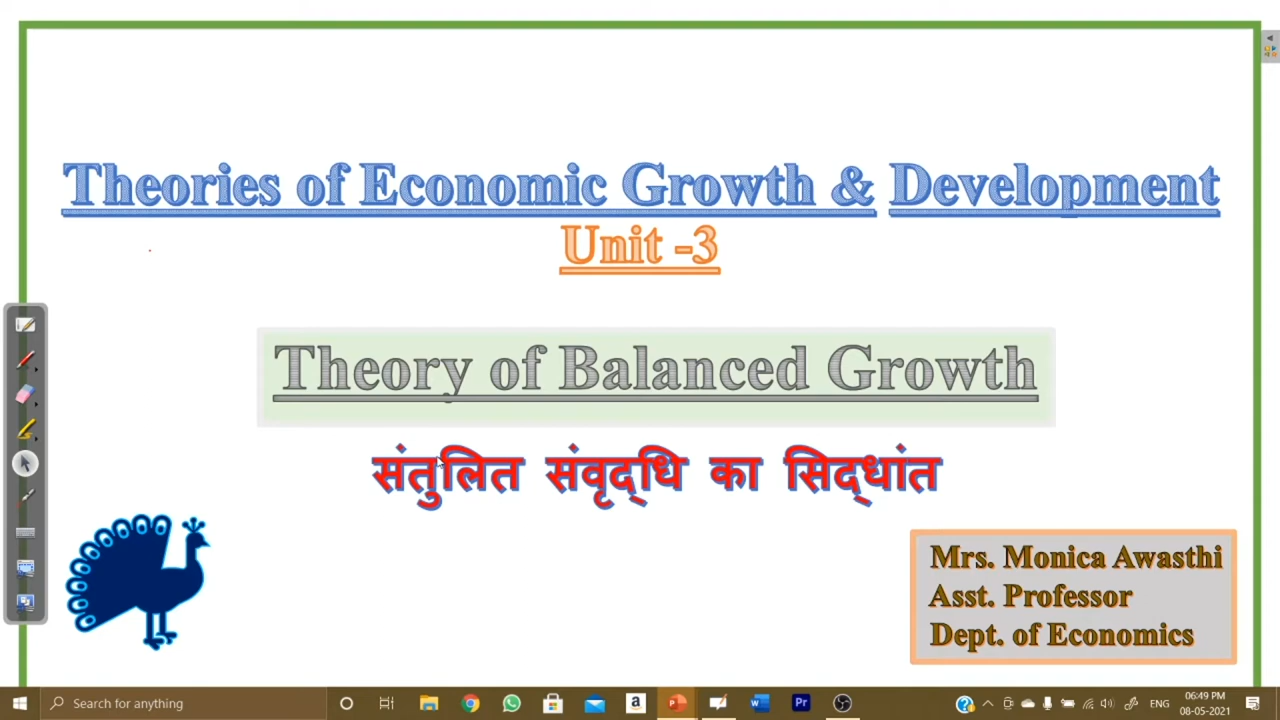 Theories of Economic Growth & Development
Unit -3
Theory of Balanced Growth
संतुलित संवृद्धि का सिद्धांत
Mrs. Monica Awasthi
Asst. Professor
Dept. of Economics
Search for anything
ENG
06:49 PM
08-05-2021